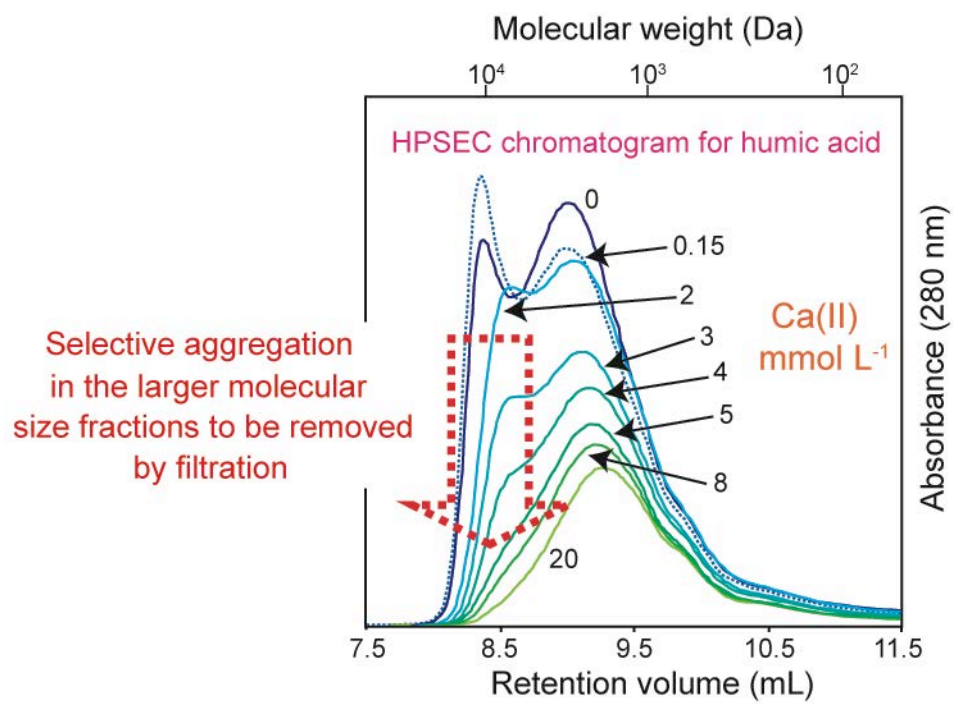 Molecular weight (Da)
10⁴ 10³ 10²
HPSEC chromatogram for humic acid
0
0.15
2
Ca(II)
mmol L⁻¹
3
4
5
8
20
Selective aggregation
in the larger molecular
size fractions to be removed
by filtration
Absorbance (280 nm)
7.5 8.5 9.5 10.5 11.5
Retention volume (mL)